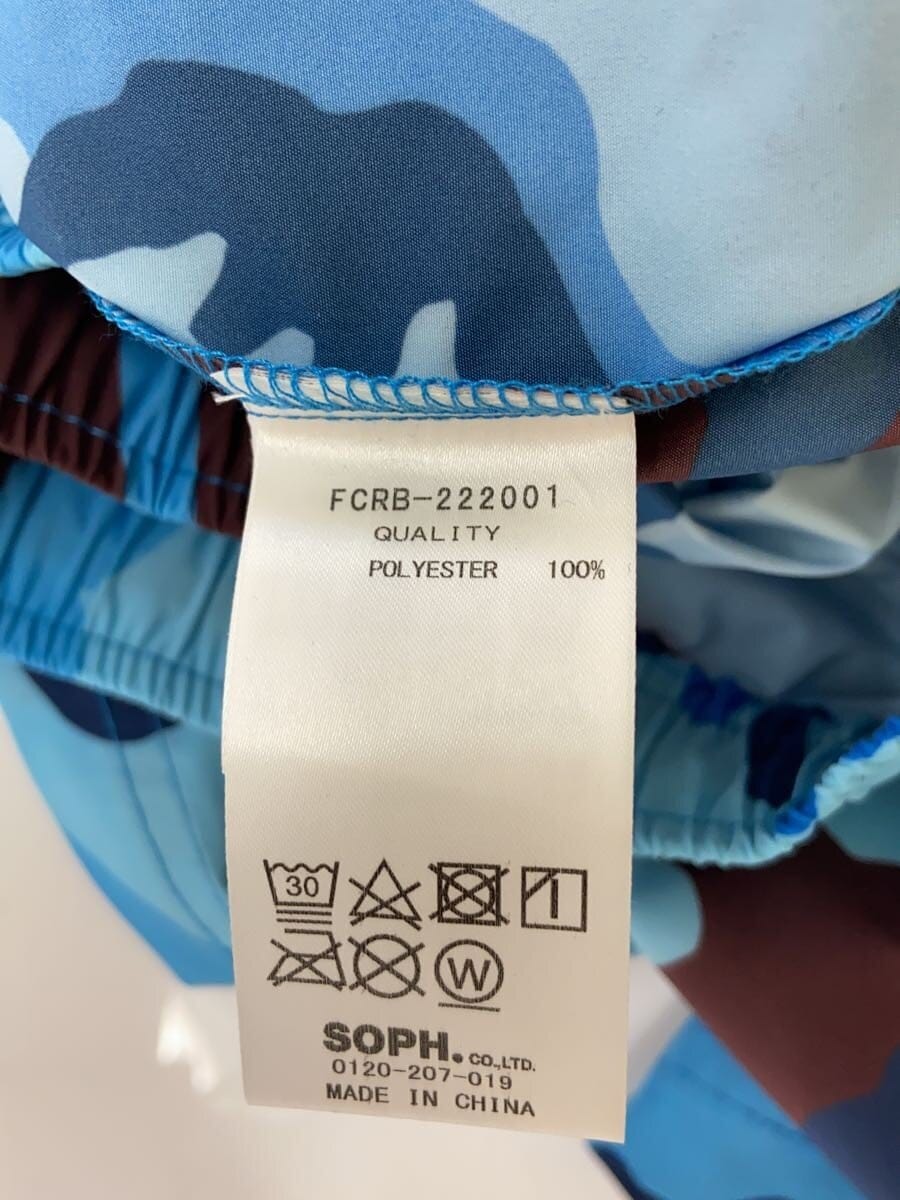 FCRB-222001
QUALITY
POLYESTER 100%
30
W
SOPH. CO.,LTD.
0120-207-019
MADE IN CHINA